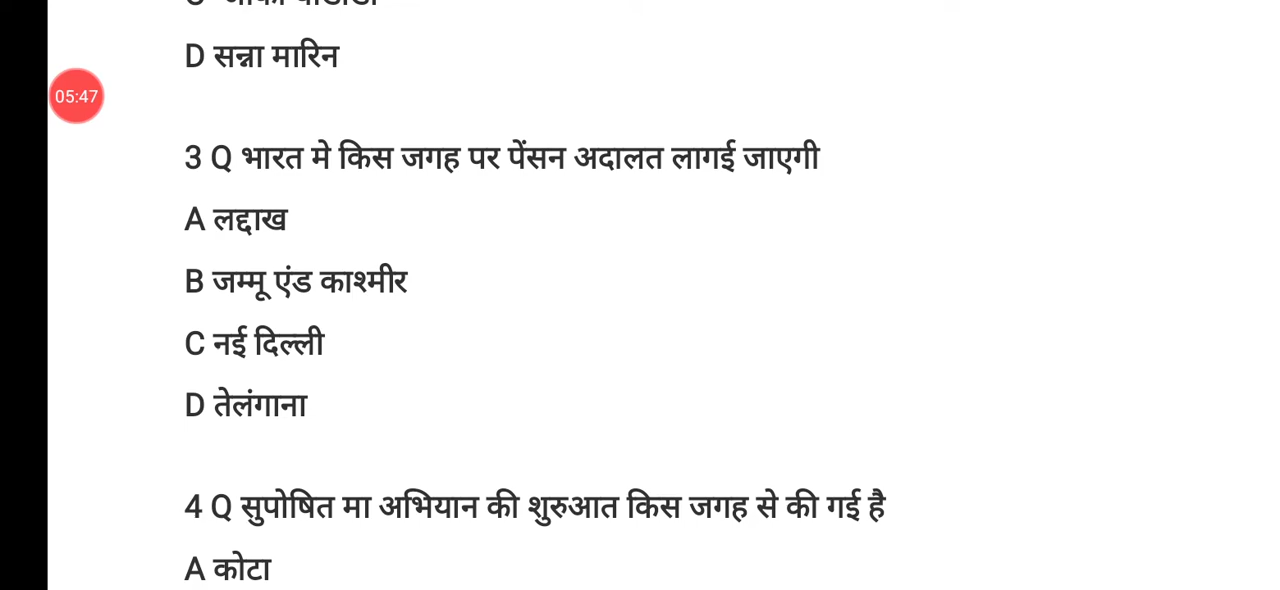 D सन्ना मारिन
05:47
3 Q भारत मे किस जगह पर पेंसन अदालत लागई जाएगी
A लद्दाख
B जम्मू एंड काश्मीर
C नई दिल्ली
D तेलंगाना
4 Q सुपोषित मा अभियान की शुरुआत किस जगह से की गई है
A कोटा